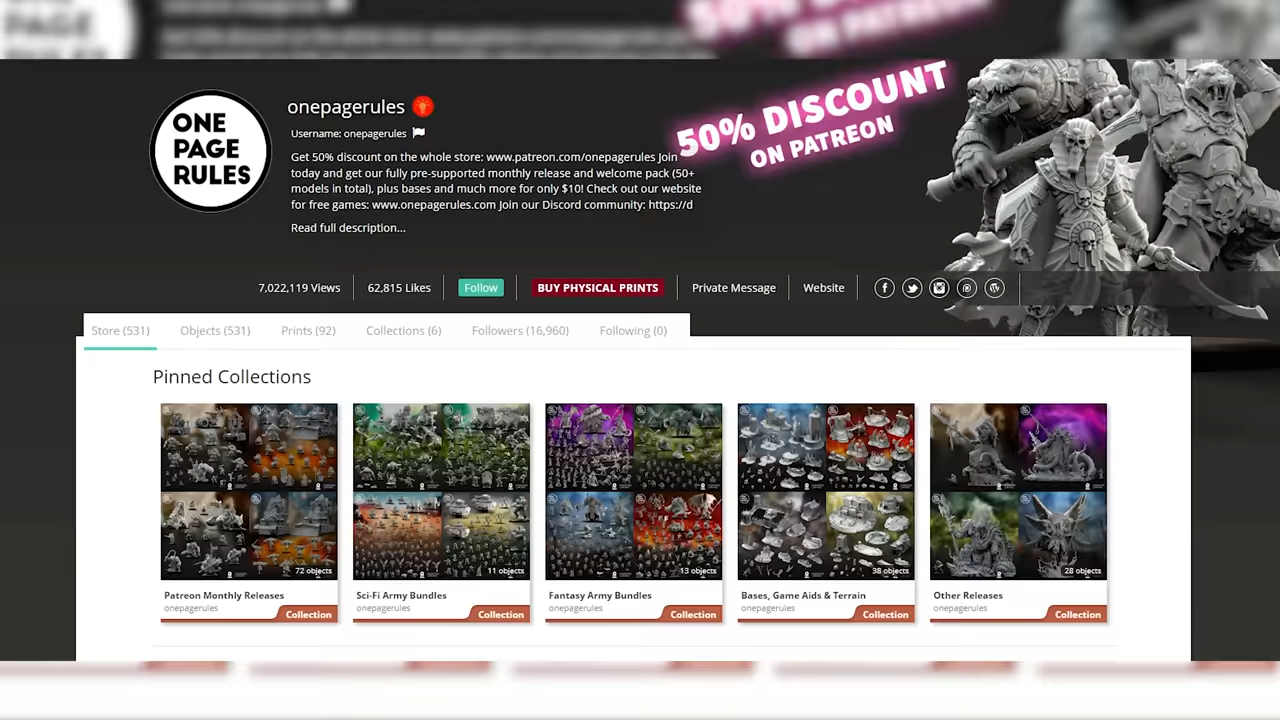 50% DISCOUNT
ON PATREON
ONE
PAGE
RULES
onepagerules
Username: onepagerules
Get 50% discount on the whole store: www.patreon.com/onepagerules Join
today and get our fully pre-supported monthly release and welcome pack (50+
models in total), plus bases and much more for only $10! Check out our website
for free games: www.onepagerules.com Join our Discord community: https://d
Read full description...
7,022,119 Views
62,815 Likes
Follow
BUY PHYSICAL PRINTS
Private Message
Website
Store (531)
Objects (531)
Prints (92)
Collections (6)
Followers (16,960)
Following (0)
Pinned Collections
72 objects
Patreon Monthly Releases
onepagerules
Collection
11 objects
Sci-Fi Army Bundles
onepagerules
Collection
13 objects
Fantasy Army Bundles
onepagerules
Collection
38 objects
Bases, Game Aids & Terrain
onepagerules
Collection
28 objects
Other Releases
onepagerules
Collection